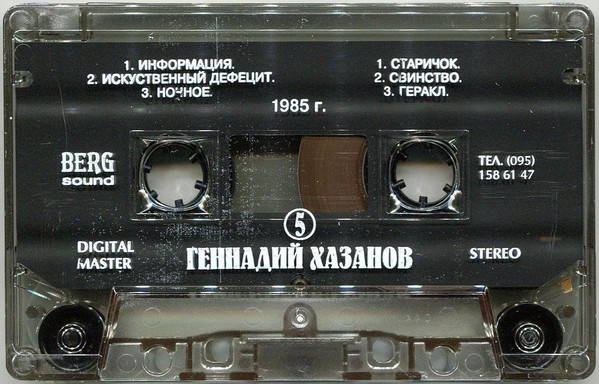 1. ИНФОРМАЦИЯ.
2. ИСКУСТВЕННЫЙ ДЕФЕЦИТ.
3. НОЧНОЕ.
1. СТАРИЧОК.
2. СВИНСТВО.
3. ГЕРАКЛ.
1985 г.
BERG
sound
ТЕЛ. (095)
158 61 47
5
DIGITAL
MASTER
ГЕННАДИЙ ХАЗАНОВ
STEREO